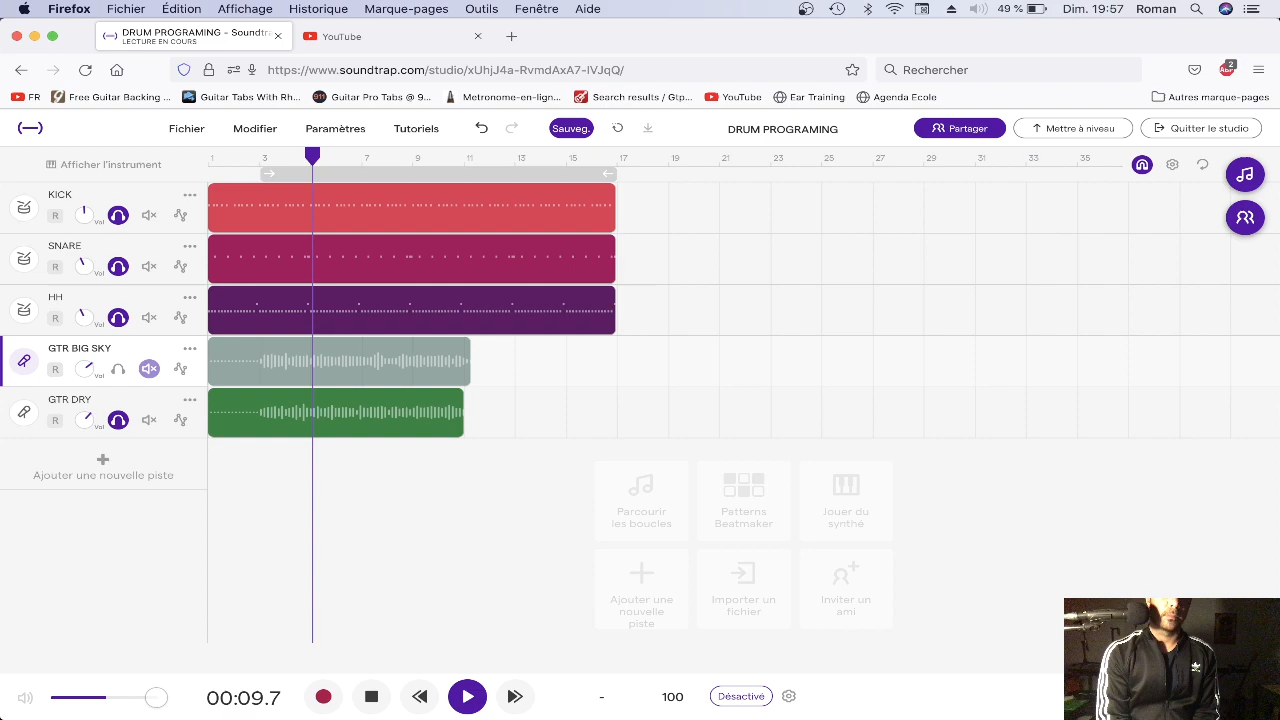 Firefox Fichier Édition Affichage Historique Marque-pages Outils Fenêtre Aide 49 % Dim. 19:57 Roman
DRUM PROGRAMING - Soundtr
LECTURE EN COURS
YouTube
https://www.soundtrap.com/studio/xUhjJ4a-RvmdAxA7-IVJqQ/
Rechercher
ABP
2
FR
Free Guitar Backing ...
Guitar Tabs With Rh...
911
Guitar Pro Tabs @ 9...
Metronome-en-lign...
Search results / Gtp...
YouTube
Ear Training
Agenda Ecole
Autres marque-pages
Fichier Modifier Paramètres Tutoriels Sauveg. DRUM PROGRAMING Partager Mettre à niveau Quitter le studio
Afficher l'instrument
1 3 7 9 11 13 15 17 19 21 23 25 27 29 31 33 35
KICK
R Vol
SNARE
R Vol
HH
R Vol
GTR BIG SKY
R Vol
GTR DRY
R Vol
Ajouter une nouvelle piste
Parcourir
les boucles
Patterns
Beatmaker
Jouer du
synthé
Ajouter une
nouvelle
piste
Importer un
fichier
Inviter un
ami
00:09.7
-
100
Désactivé